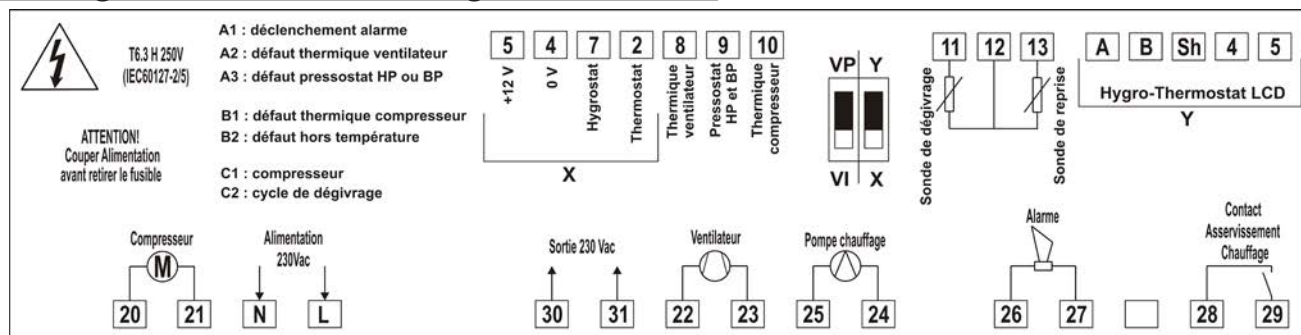 T6.3 H 250V
(IEC60127-2/5)
ATTENTION!
Couper Alimentation
avant retirer le fusible
A1 : déclenchement alarme
A2 : défaut thermique ventilateur
A3 : défaut pressostat HP ou BP
B1 : défaut thermique compresseur
B2 : défaut hors température
C1 : compresseur
C2 : cycle de dégivrage
5 4 7 2 8 9 10
+12 V
0 V
Hygrostat
Thermostat
Thermique
ventilateur
Pressostat
HP et BP
Thermique
compresseur
X
VP Y
VI X
11 12 13
Sonde de dégivrage
Sonde de reprise
A B Sh 4 5
Hygro-Thermostat LCD
Y
Compresseur
M
20 21
Alimentation
230Vac
N L
Sortie 230 Vac
30 31
Ventilateur
22 23
Pompe chauffage
25 24
Alarme
26 27
Contact
Asservissement
Chauffage
28 29